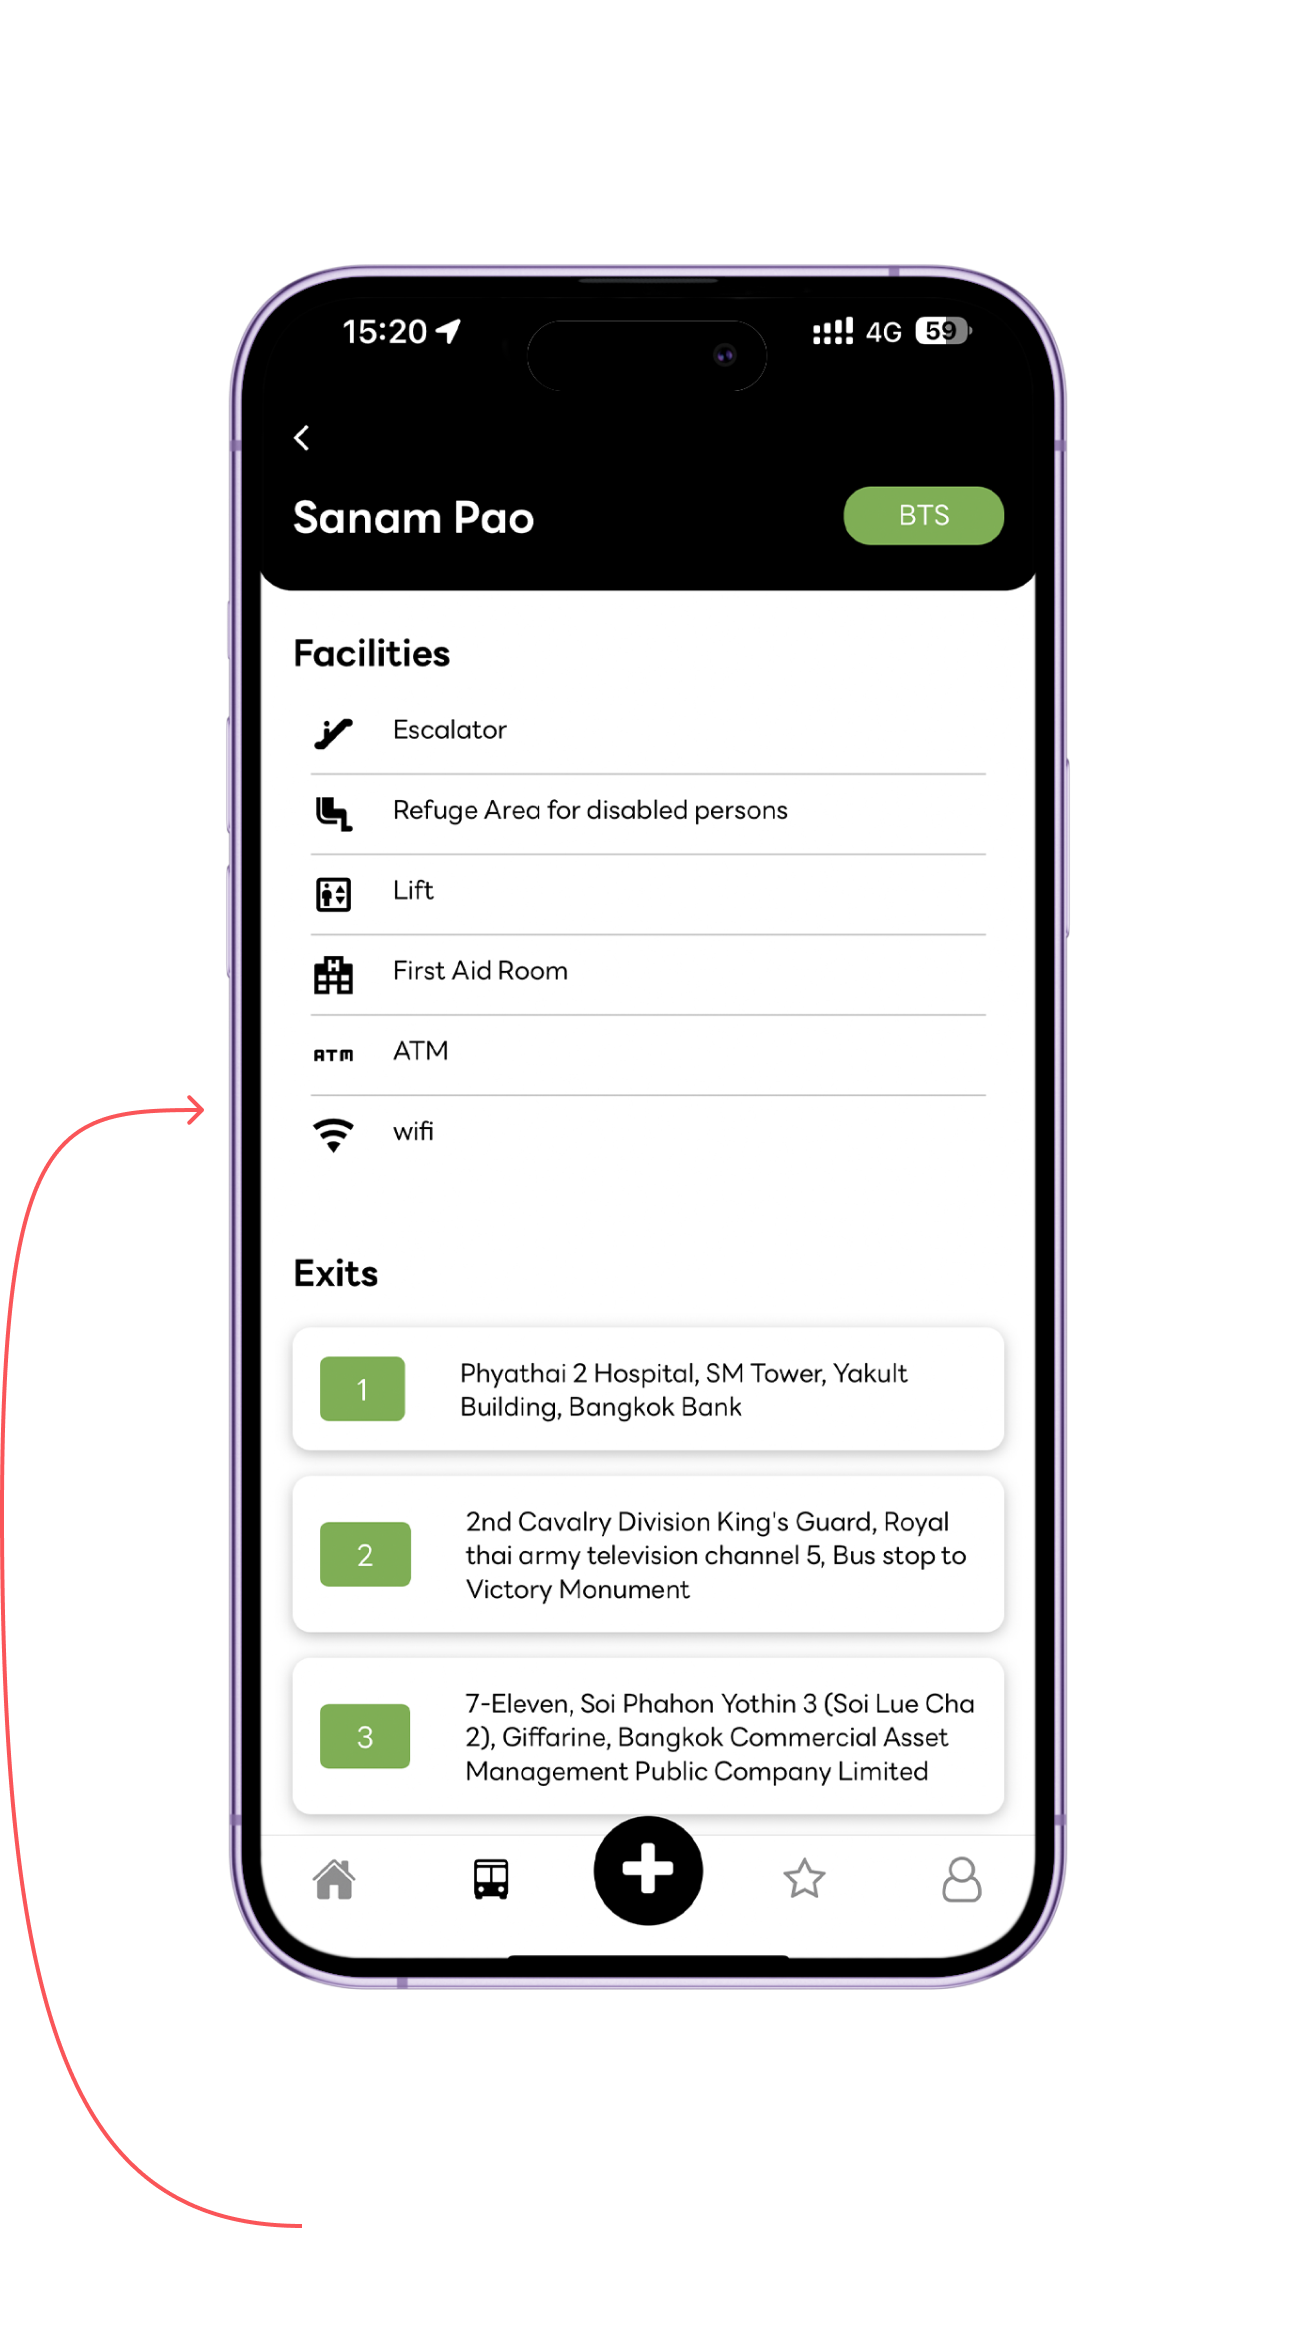 15:20 4G 59
Sanam Pao
BTS
Facilities
Escalator
Refuge Area for disabled persons
Lift
First Aid Room
ATM ATM
wifi
Exits
1
Phyathai 2 Hospital, SM Tower, Yakult
Building, Bangkok Bank
2
2nd Cavalry Division King's Guard, Royal
thai army television channel 5, Bus stop to
Victory Monument
3
7-Eleven, Soi Phahon Yothin 3 (Soi Lue Cha
2), Giffarine, Bangkok Commercial Asset
Management Public Company Limited